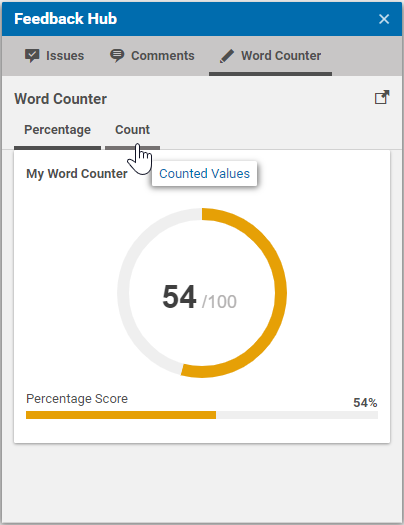 Feedback Hub
Issues Comments Word Counter
Word Counter
Percentage Count
My Word Counter Counted Values
54 /100
Percentage Score 54%